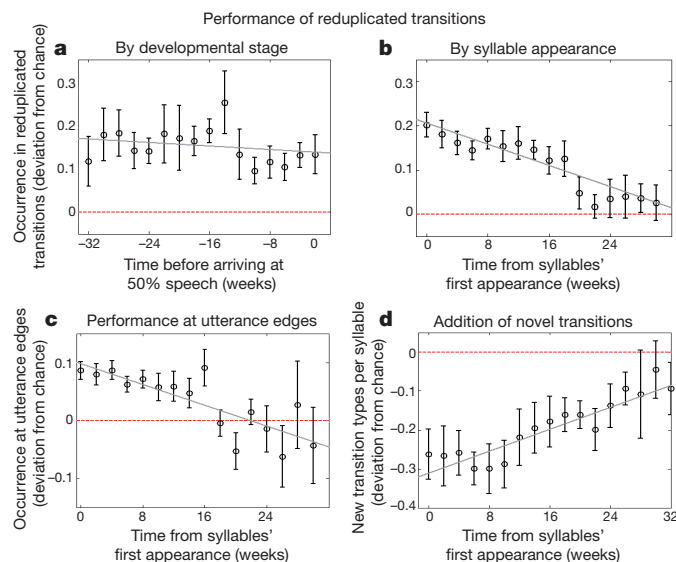 Performance of reduplicated transitions
a By developmental stage
Occurrence in reduplicated
transitions (deviation from chance)
0.3
0.2
0.1
0
−32 −24 −16 −8 0
Time before arriving at
50% speech (weeks)
b By syllable appearance
0.3
0.2
0.1
0
0 8 16 24
Time from syllables’
first appearance (weeks)
c Performance at utterance edges
Occurrence at utterance edges
(deviation from chance)
0.1
0
−0.1
0 8 16 24
Time from syllables’
first appearance (weeks)
d Addition of novel transitions
New transition types per syllable
(deviation from chance)
0
−0.1
−0.2
−0.3
−0.4
0 8 16 24 32
Time from syllables’
first appearance (weeks)